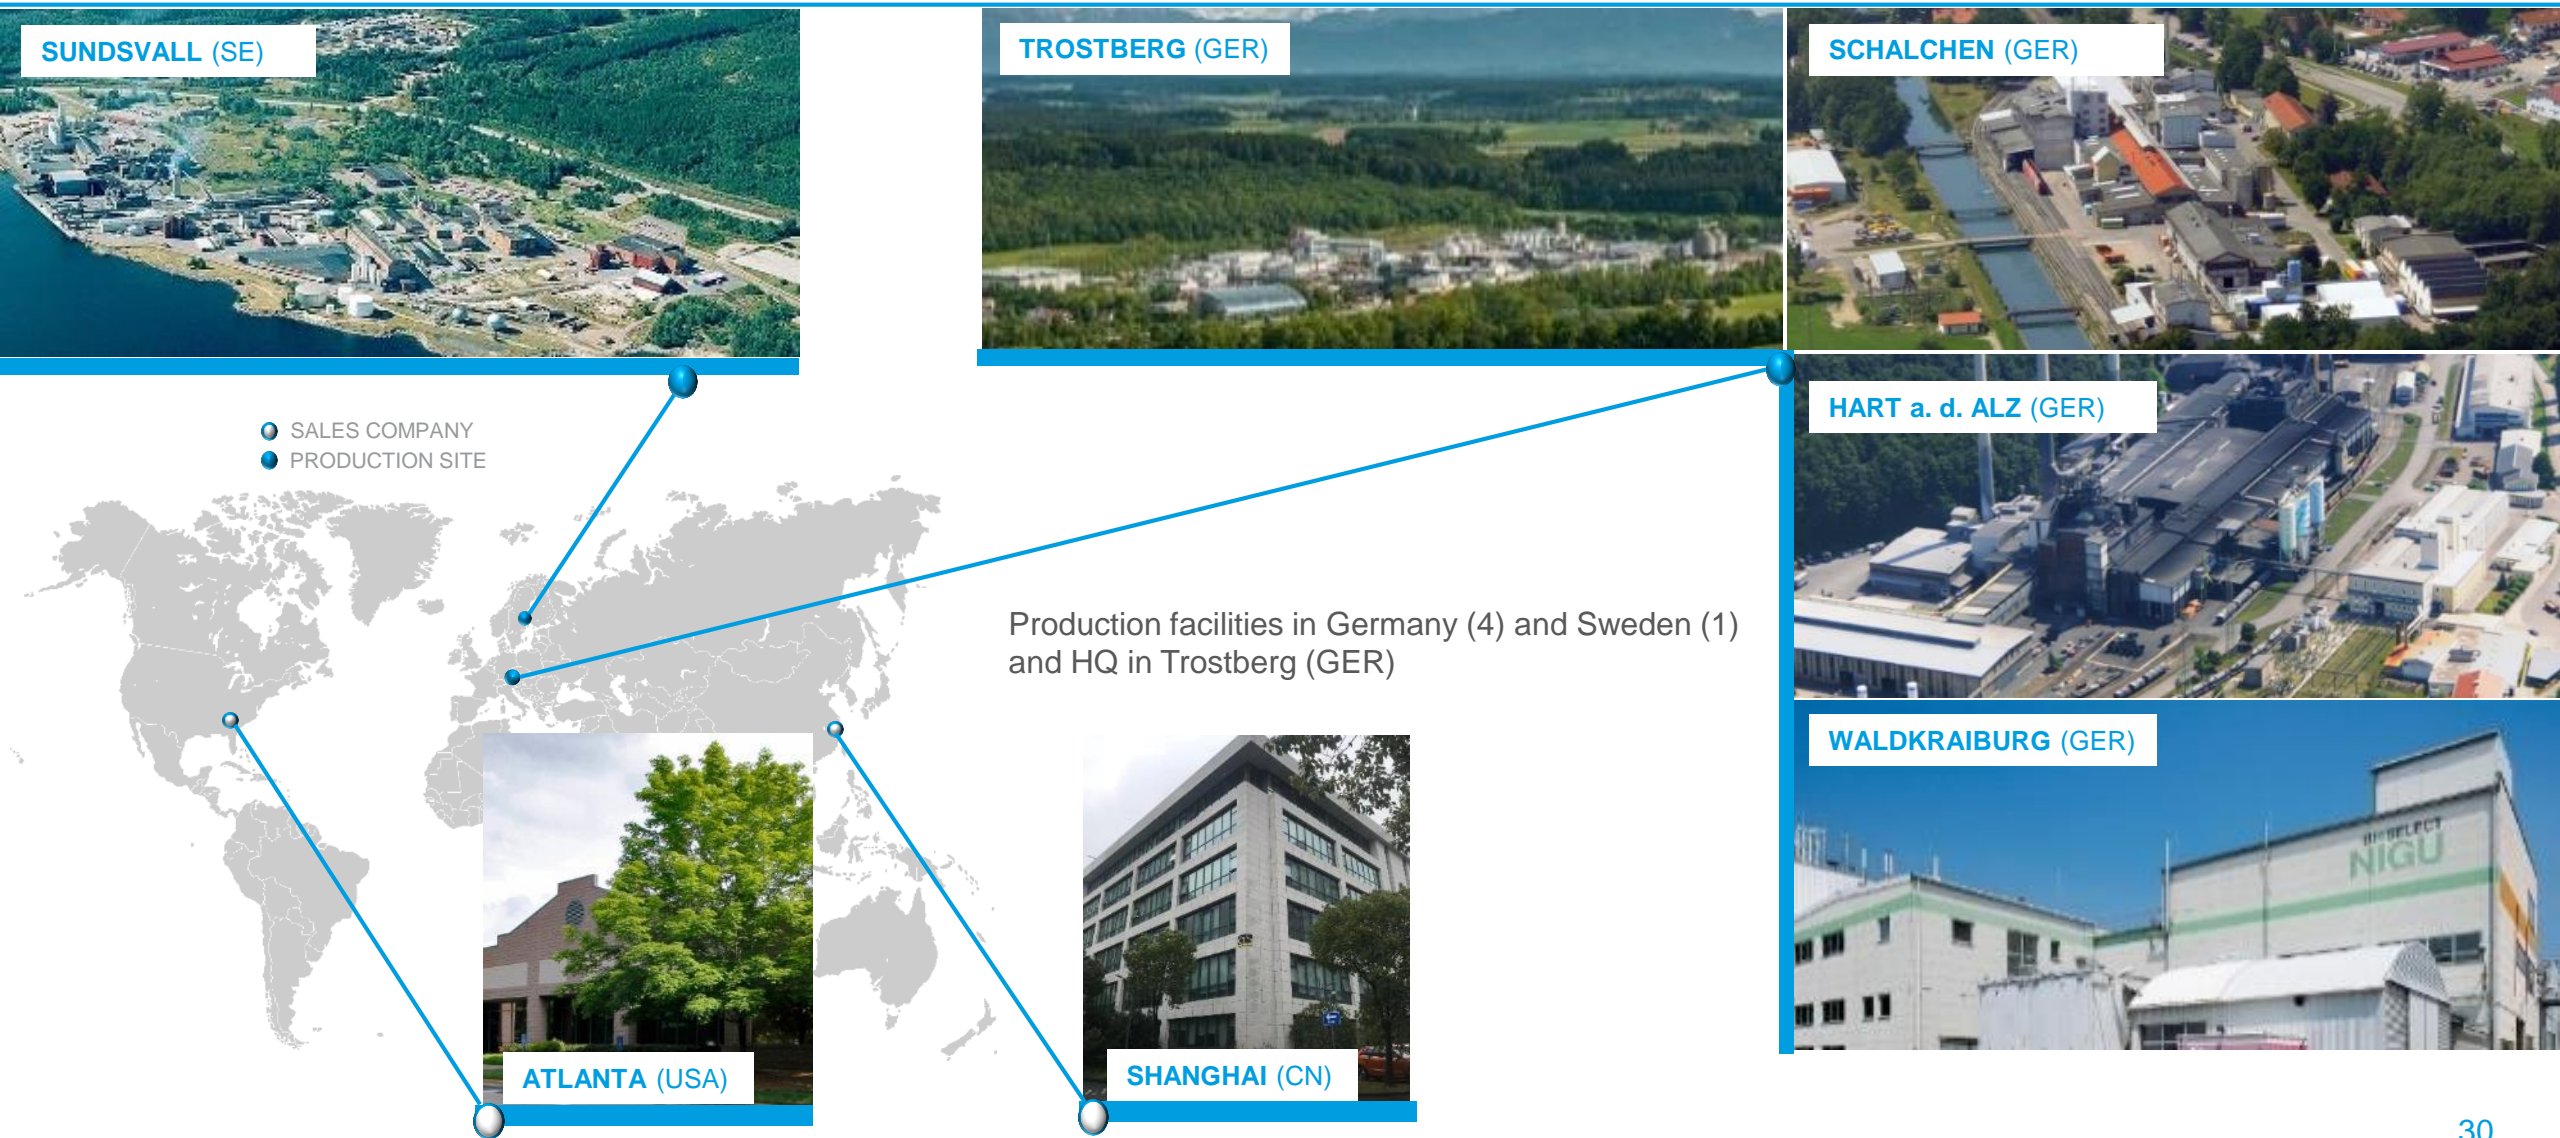 SUNDSVALL (SE)
TROSTBERG (GER)
SCHALCHEN (GER)
HART a. d. ALZ (GER)
SALES COMPANY
PRODUCTION SITE
Production facilities in Germany (4) and Sweden (1)
and HQ in Trostberg (GER)
WALDKRAIBURG (GER)
NIGU
ATLANTA (USA)
SHANGHAI (CN)
30